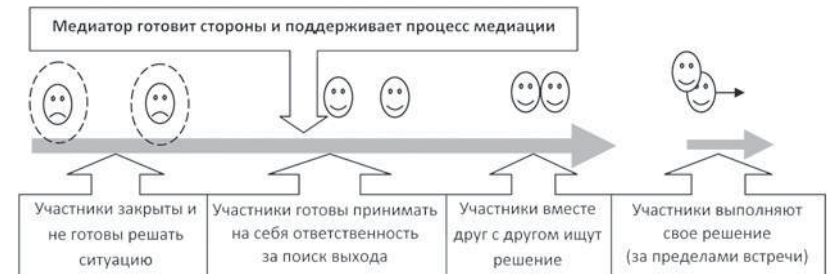 Медиатор готовит стороны и поддерживает процесс медиации
Участники закрыты и
не готовы решать
ситуацию
Участники готовы принимать
на себя ответственность
за поиск выхода
Участники вместе
друг с другом ищут
решение
Участники выполняют
свое решение
(за пределами встречи)